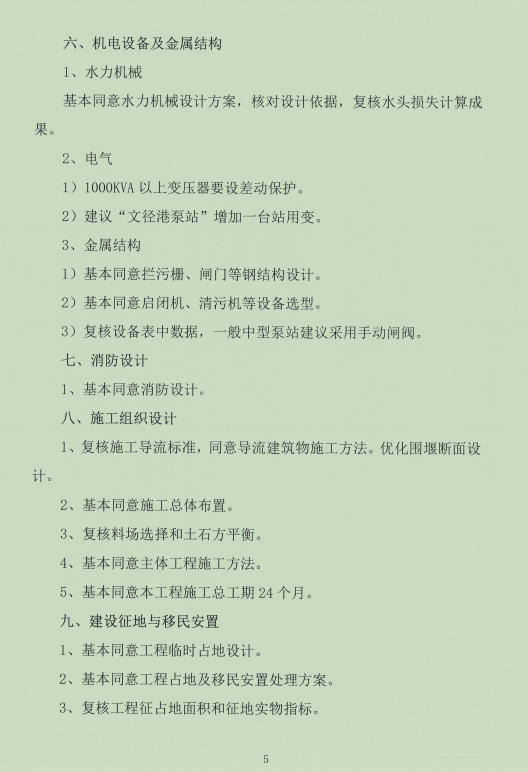 六、机电设备及金属结构
1、水力机械
基本同意水力机械设计方案，核对设计依据，复核水头损失计算成
果。
2、电气
1）1000KVA 以上变压器要设差动保护。
2）建议“文径港泵站”增加一台站用变。
3、金属结构
1）基本同意拦污栅、闸门等钢结构设计。
2）基本同意启闭机、清污机等设备选型。
3）复核设备表中数据，一般中型泵站建议采用手动闸阀。
七、消防设计
1、基本同意消防设计。
八、施工组织设计
1、复核施工导流标准，同意导流建筑物施工方法。优化围堰断面设
计。
2、基本同意施工总体布置。
3、复核料场选择和土石方平衡。
4、基本同意主体工程施工方法。
5、基本同意本工程施工总工期 24 个月。
九、建设征地与移民安置
1、基本同意工程临时占地设计。
2、基本同意工程占地及移民安置处理方案。
3、复核工程征占地面积和征地实物指标。
5